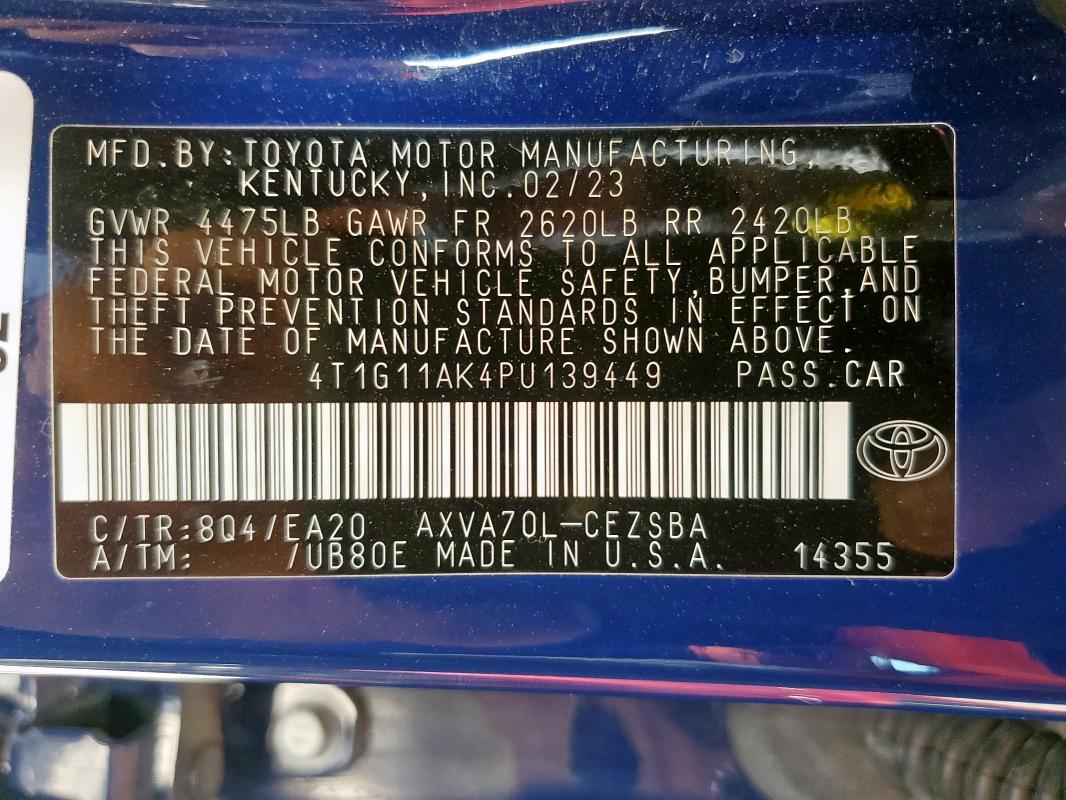 MFD.BY:TOYOTA MOTOR MANUFACTURING,
KENTUCKY,INC.02/23
GVWR 4475LB GAWR FR 2620LB RR 2420LB
THIS VEHICLE CONFORMS TO ALL APPLICABLE
FEDERAL MOTOR VEHICLE SAFETY,BUMPER,AND
THEFT PREVENTION STANDARDS IN EFFECT ON
THE DATE OF MANUFACTURE SHOWN ABOVE.
4T1G11AK4PU139449 PASS.CAR
C/TR:8Q4/EA20 AXVA70L-CEZSBA
A/TM: /UB80E MADE IN U.S.A. 14355